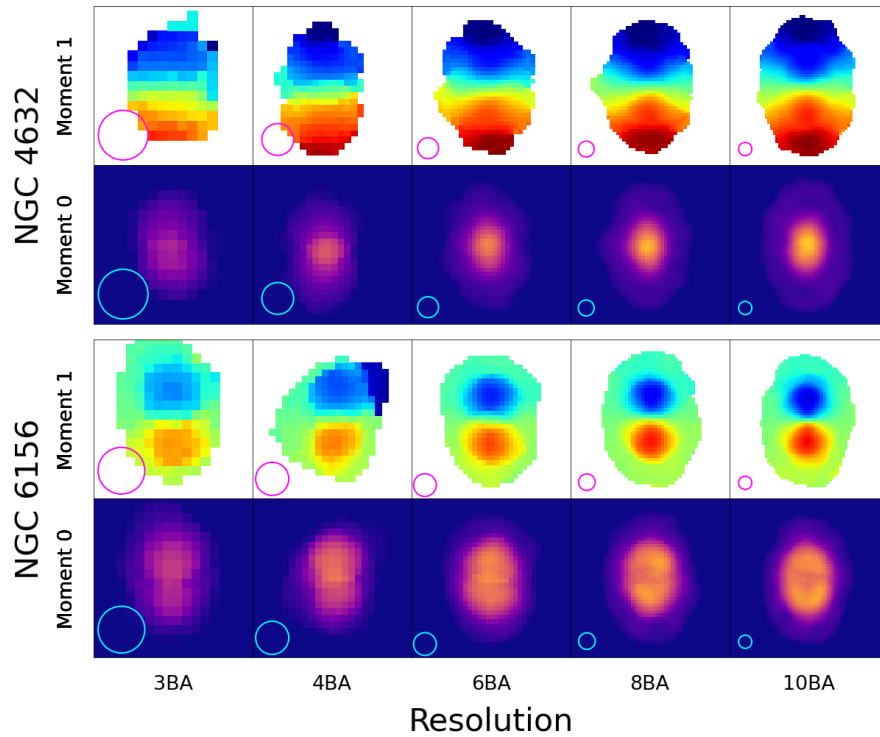 NGC 4632
Moment 1
Moment 0
NGC 6156
Moment 1
Moment 0
3BA 4BA 6BA 8BA 10BA
Resolution